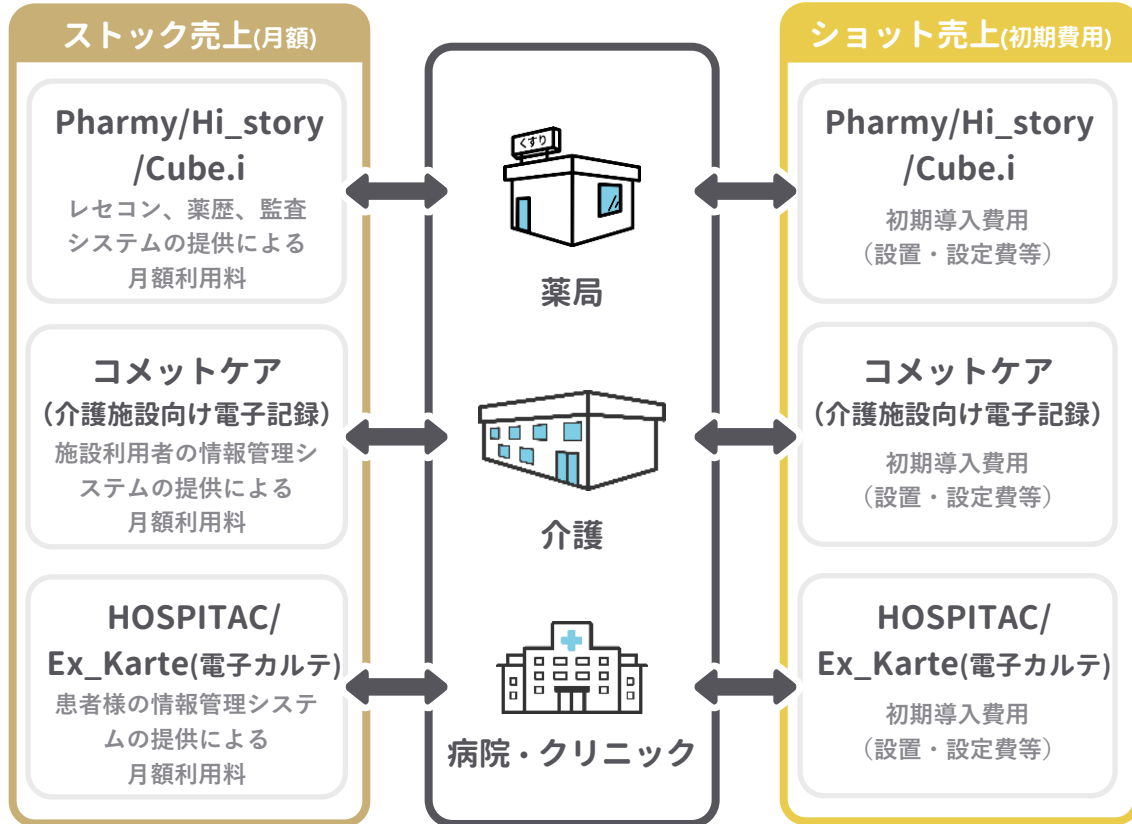 ストック売上(月額)
Pharmy/Hi_story
/Cube.i
レセコン、薬歴、監査
システムの提供による
月額利用料
コメットケア
(介護施設向け電子記録)
施設利用者の情報管理シ
ステムの提供による
月額利用料
HOSPITAC/
Ex_Karte(電子カルテ)
患者様の情報管理システ
ムの提供による
月額利用料
くすり
薬局
介護
病院・クリニック
ショット売上(初期費用)
Pharmy/Hi_story
/Cube.i
初期導入費用
（設置・設定費等）
コメットケア
(介護施設向け電子記録)
初期導入費用
（設置・設定費等）
HOSPITAC/
Ex_Karte(電子カルテ)
初期導入費用
（設置・設定費等）